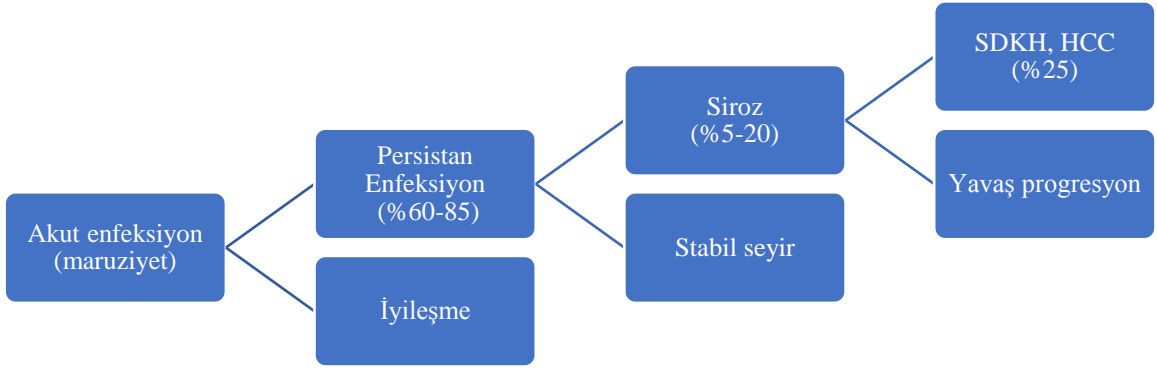 Akut enfeksiyon
(maruziyet)
Persistan
Enfeksiyon
(%60-85)
İyileşme
Siroz
(%5-20)
Stabil seyir
SDKH, HCC
(%25)
Yavaş progresyon